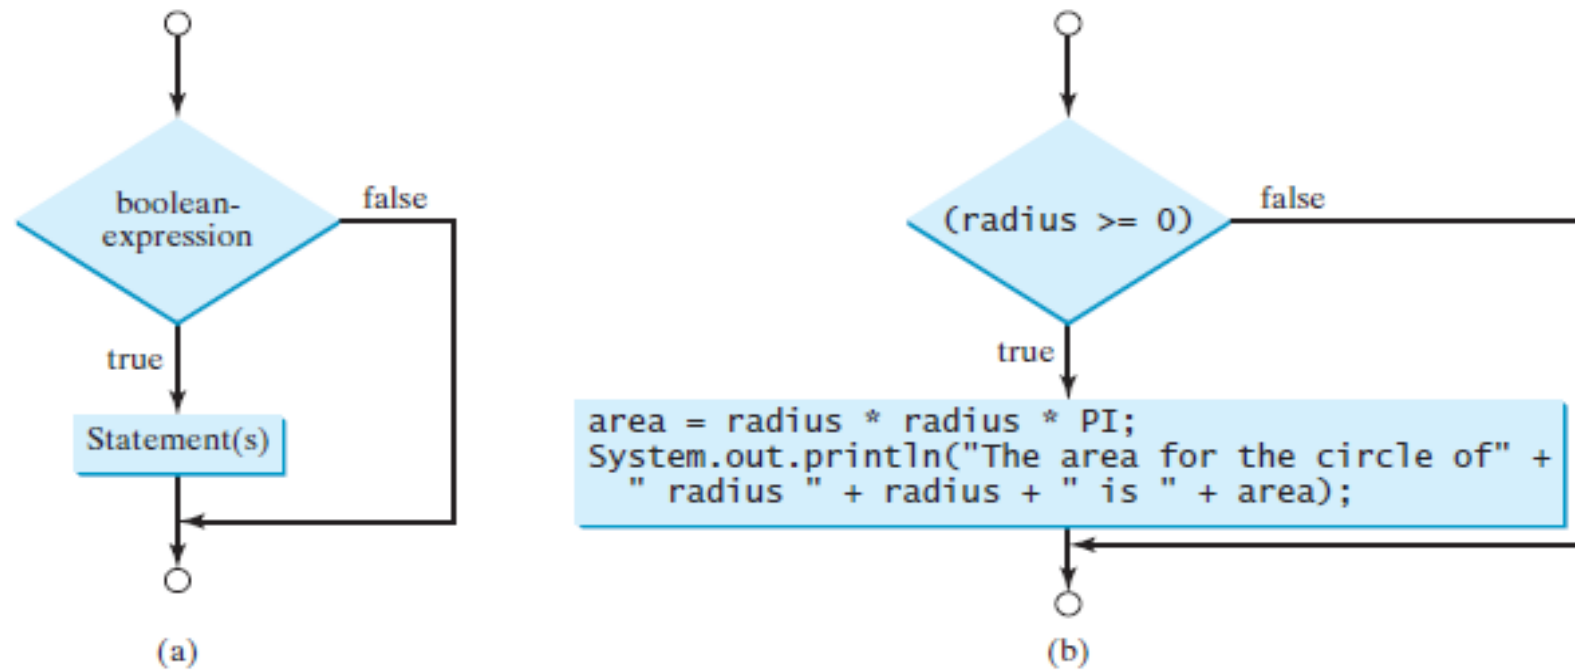 boolean-
expression
false
true
Statement(s)
(a)
(radius >= 0)
false
true
area = radius * radius * PI;
System.out.println("The area for the circle of" +
" radius " + radius + " is " + area);
(b)